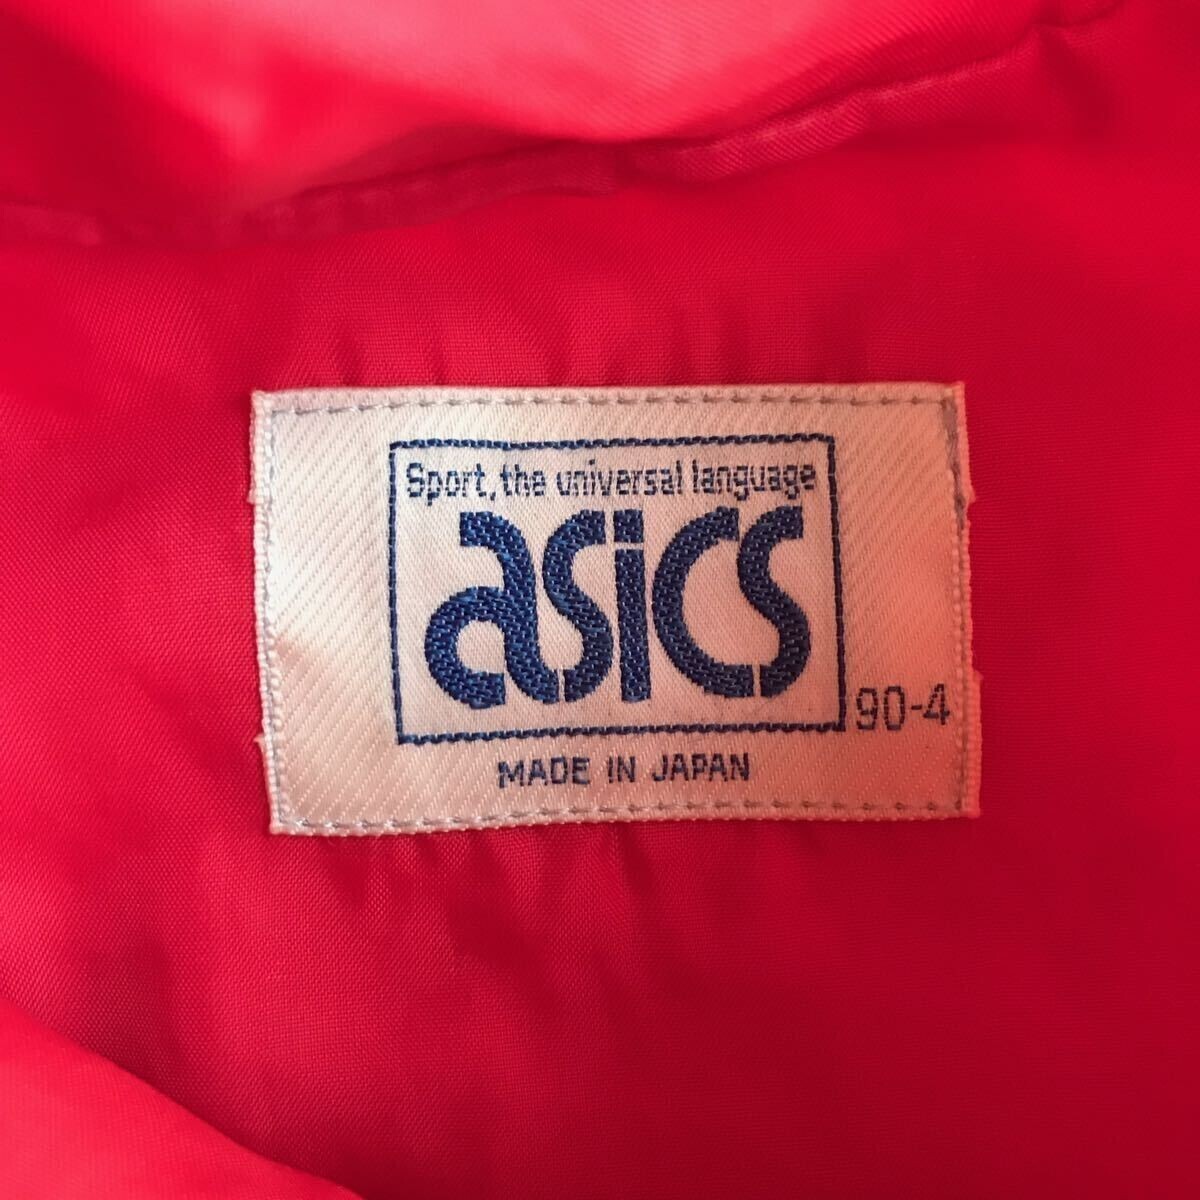 Sport, the universal language
asics
90-4
MADE IN JAPAN